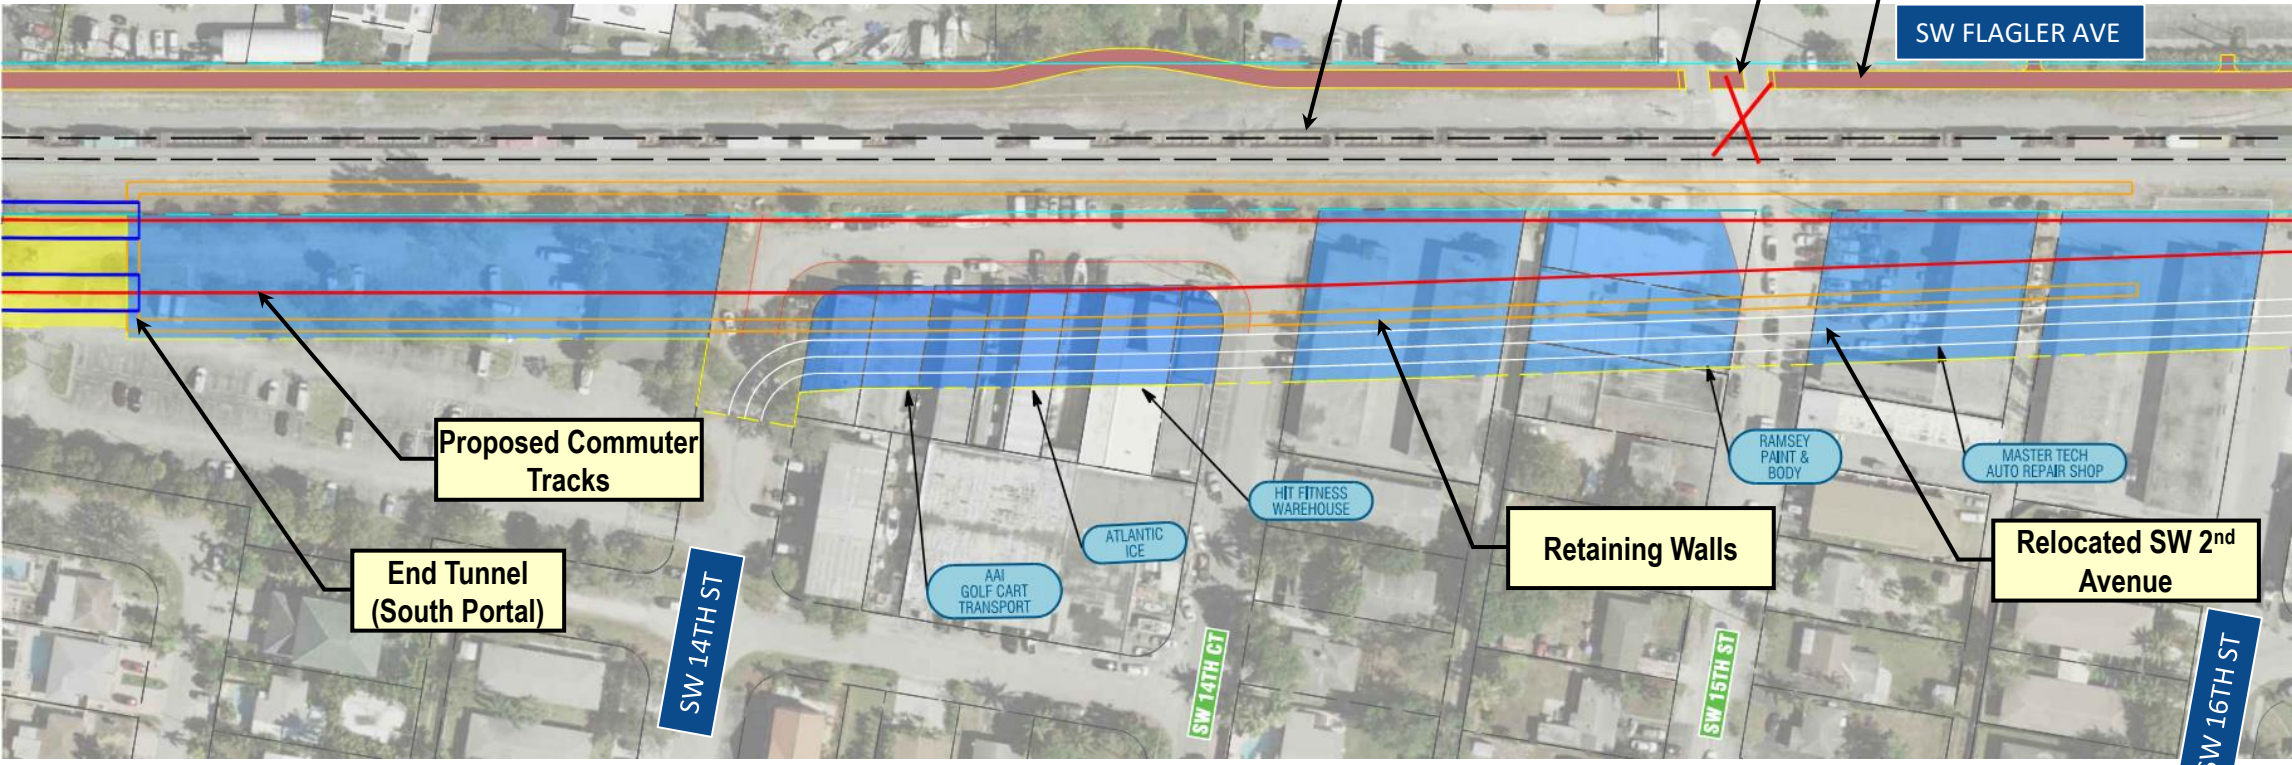 SW FLAGLER AVE
Proposed Commuter
Tracks
End Tunnel
(South Portal)
SW 14TH ST
AAI
GOLF CART
TRANSPORT
ATLANTIC
ICE
HIT FITNESS
WAREHOUSE
SW 14TH CT
Retaining Walls
RAMSEY
PAINT &
BODY
SW 15TH ST
MASTER TECH
AUTO REPAIR SHOP
Relocated SW 2nd
Avenue
SW 16TH ST